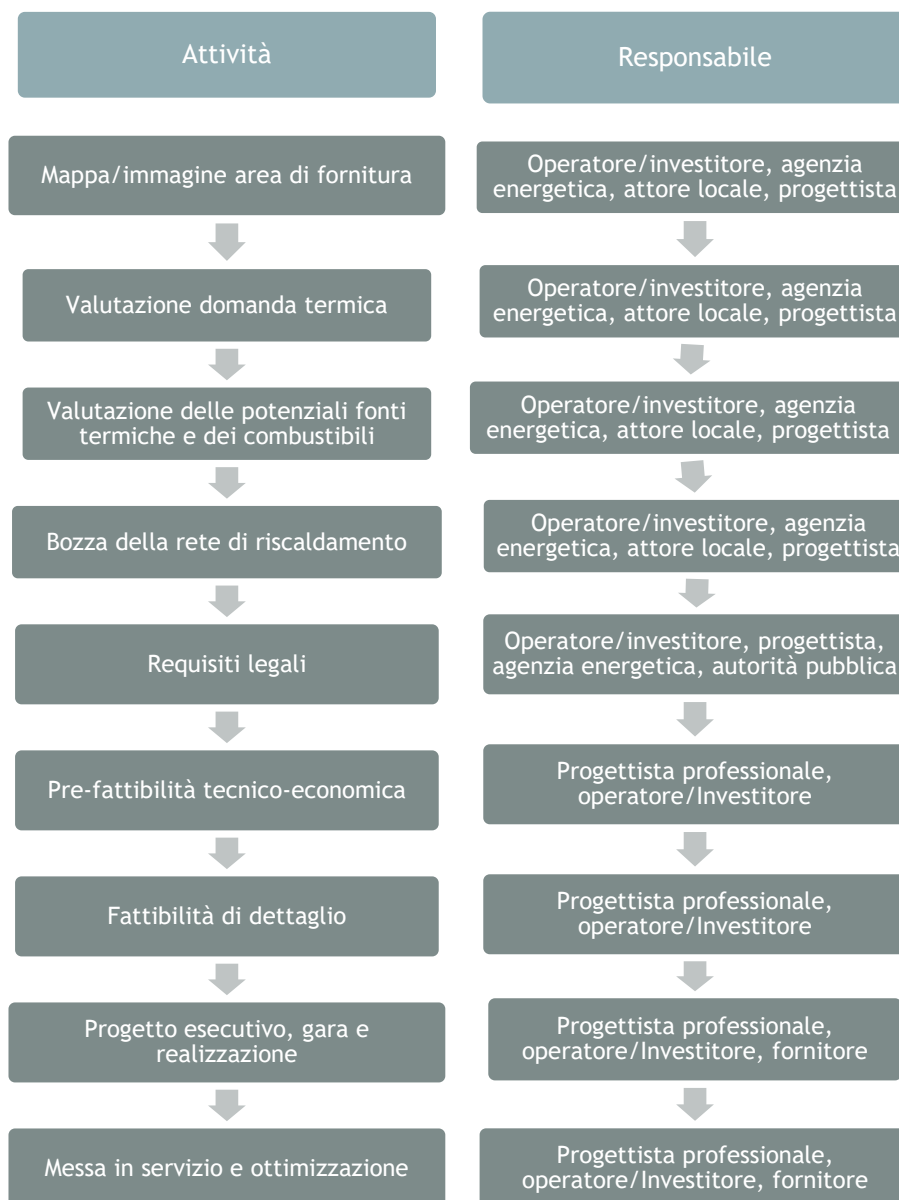 Attività
Responsabile
Mappa/immagine area di fornitura
Operatore/investitore, agenzia
energetica, attore locale, progettista
Valutazione domanda termica
Operatore/investitore, agenzia
energetica, attore locale, progettista
Valutazione delle potenziali fonti
termiche e dei combustibili
Operatore/investitore, agenzia
energetica, attore locale, progettista
Bozza della rete di riscaldamento
Operatore/investitore, agenzia
energetica, attore locale, progettista
Requisiti legali
Operatore/investitore, progettista,
agenzia energetica, autorità pubblica
Pre-fattibilità tecnico-economica
Progettista professionale,
operatore/Investitore
Fattibilità di dettaglio
Progettista professionale,
operatore/Investitore
Progetto esecutivo, gara e
realizzazione
Progettista professionale,
operatore/Investitore, fornitore
Messa in servizio e ottimizzazione
Progettista professionale,
operatore/Investitore, fornitore